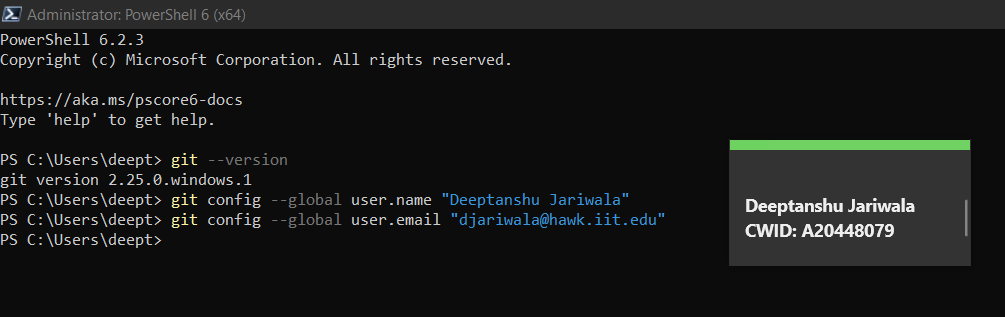 Administrator: PowerShell 6 (x64)
PowerShell 6.2.3
Copyright (c) Microsoft Corporation. All rights reserved.
https://aka.ms/pscore6-docs
Type 'help' to get help.
PS C:\Users\deept> git --version
git version 2.25.0.windows.1
PS C:\Users\deept> git config --global user.name "Deeptanshu Jariwala"
PS C:\Users\deept> git config --global user.email "djariwala@hawk.iit.edu"
PS C:\Users\deept>
Deeptanshu Jariwala
CWID: A20448079